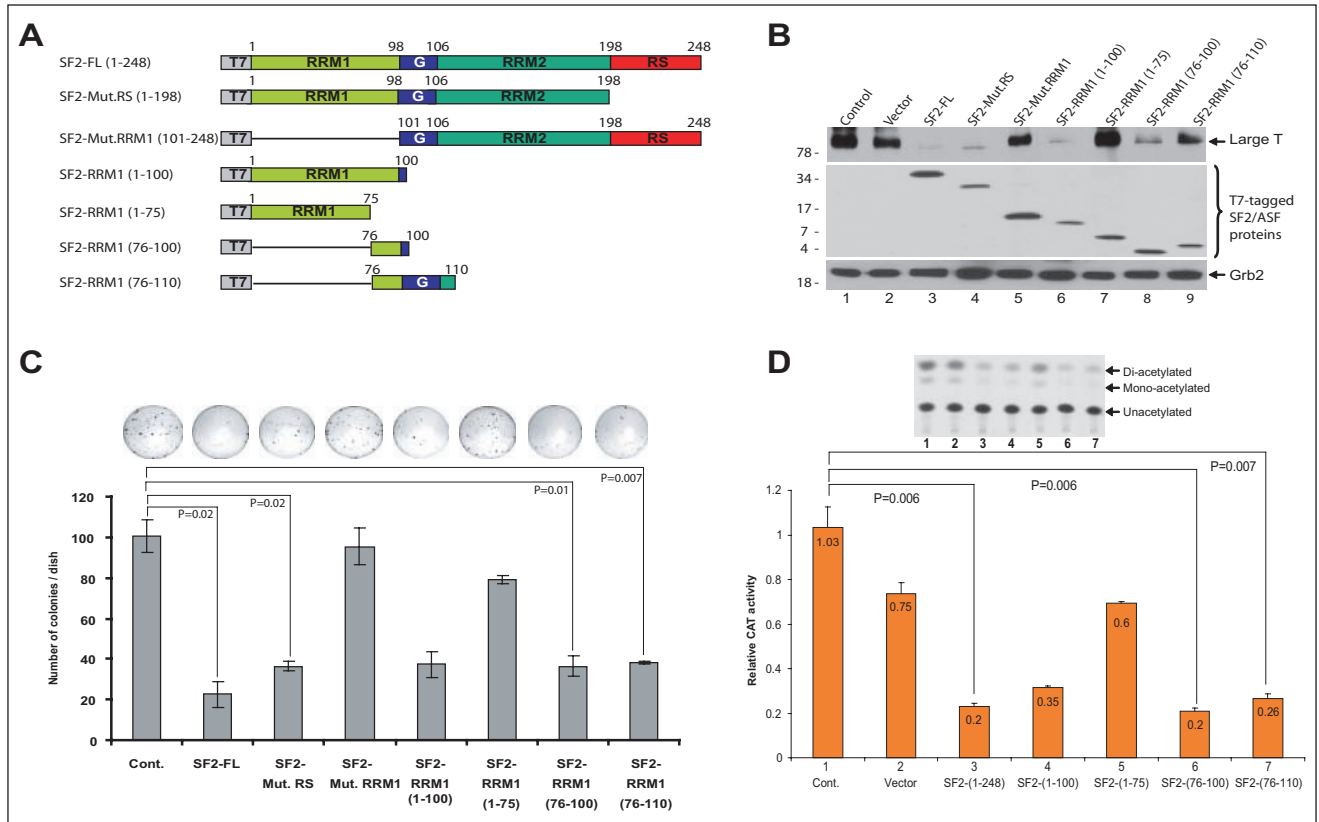 A
1 98 106 198 248
SF2-FL (1-248) T7 RRM1 G RRM2 RS
1 98 106 198
SF2-Mut.RS (1-198) T7 RRM1 G RRM2
101 106 198 248
SF2-Mut.RRM1 (101-248) T7 G RRM2 RS
1 100
SF2-RRM1 (1-100) T7 RRM1
1 75
SF2-RRM1 (1-75) T7 RRM1
76 100
SF2-RRM1 (76-100) T7
76 110
SF2-RRM1 (76-110) T7 G
B
Control
Vector
SF2-FL
SF2-Mut.RS
SF2-Mut.RRM1
SF2-RRM1 (1-100)
SF2-RRM1 (1-75)
SF2-RRM1 (76-100)
SF2-RRM1 (76-110)
Large T
78 -
34 -
17 -
7 -
4 -
T7-tagged
SF2/ASF
proteins
Grb2
18 -
1 2 3 4 5 6 7 8 9
C
P=0.007
P=0.01
P=0.02
P=0.02
Number of colonies / dish
120
100
80
60
40
20
0
Cont.
SF2-FL
SF2-
Mut. RS
SF2-
Mut. RRM1
SF2-
RRM1
(1-100)
SF2-
RRM1
(1-75)
SF2-
RRM1
(76-100)
SF2-
RRM1
(76-110)
D
Di-acetylated
Mono-acetylated
Unacetylated
1 2 3 4 5 6 7
P=0.007
P=0.006
P=0.006
Relative CAT activity
1.2
1
0.8
0.6
0.4
0.2
0
1.03
0.75
0.2
0.35
0.6
0.2
0.26
1 2 3 4 5 6 7
Cont. Vector SF2-(1-248) SF2-(1-100) SF2-(1-75) SF2-(76-100) SF2-(76-110)